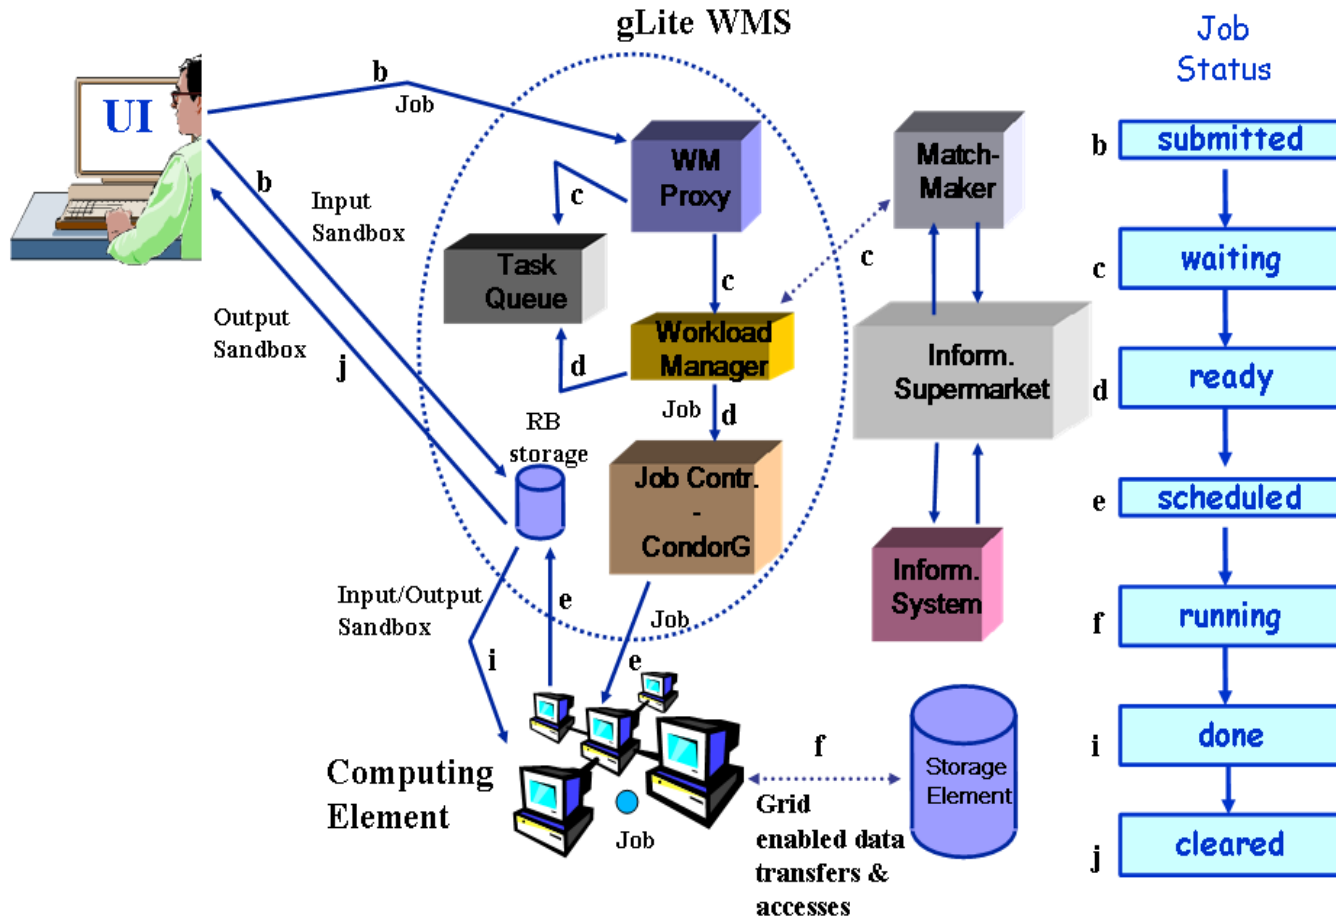 gLite WMS
Job
Status
UI
b
Job
b
Input
Sandbox
Output
Sandbox
j
WM
Proxy
c
Task
Queue
c
Workload
Manager
d
Job
d
RB
storage
Job Contr.
-
CondorG
Match-
Maker
c
Inform.
Supermarket
Inform.
System
Input/Output
Sandbox
i
e
Job
e
Computing
Element
Job
f
Grid
enabled data
transfers &
accesses
Storage
Element
b
submitted
c
waiting
d
ready
e
scheduled
f
running
i
done
j
cleared